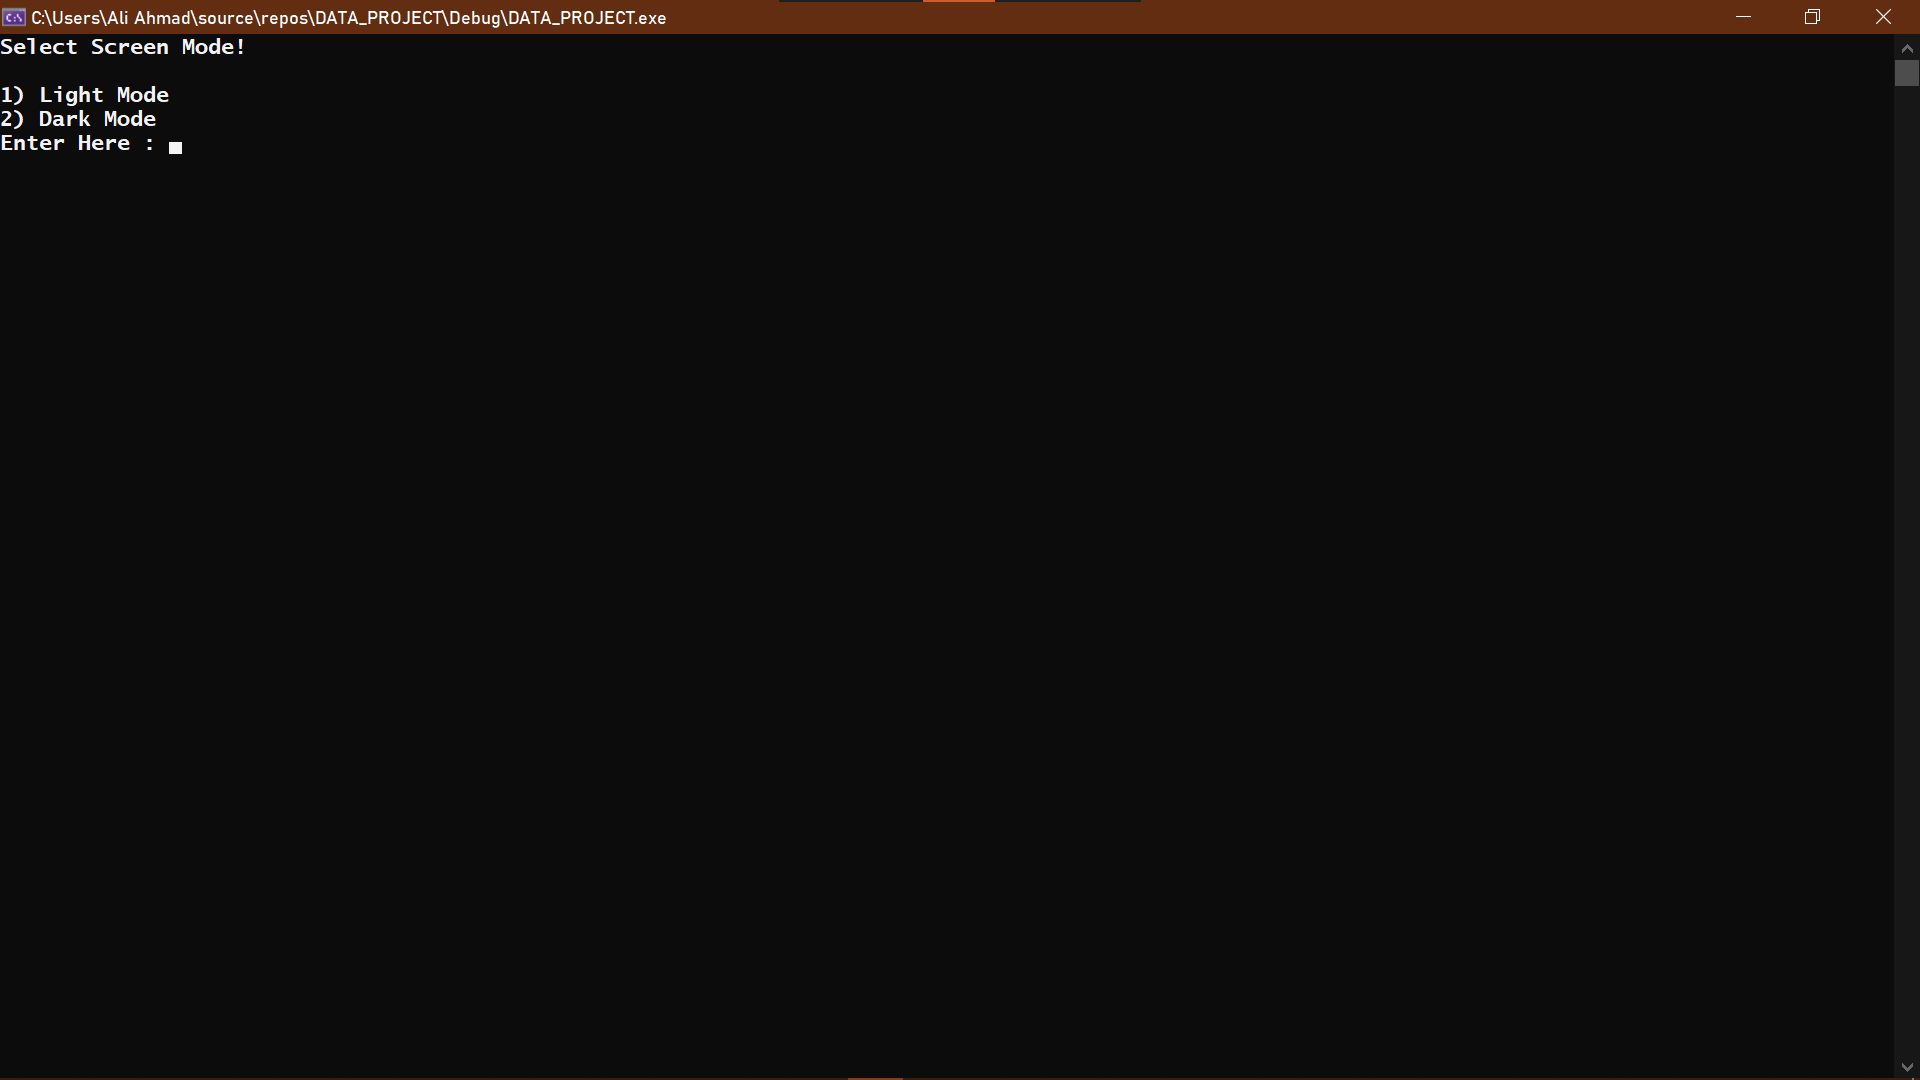 C:\Users\Ali Ahmad\source\repos\DATA_PROJECT\Debug\DATA_PROJECT.exe
Select Screen Mode!
1) Light Mode
2) Dark Mode
Enter Here :